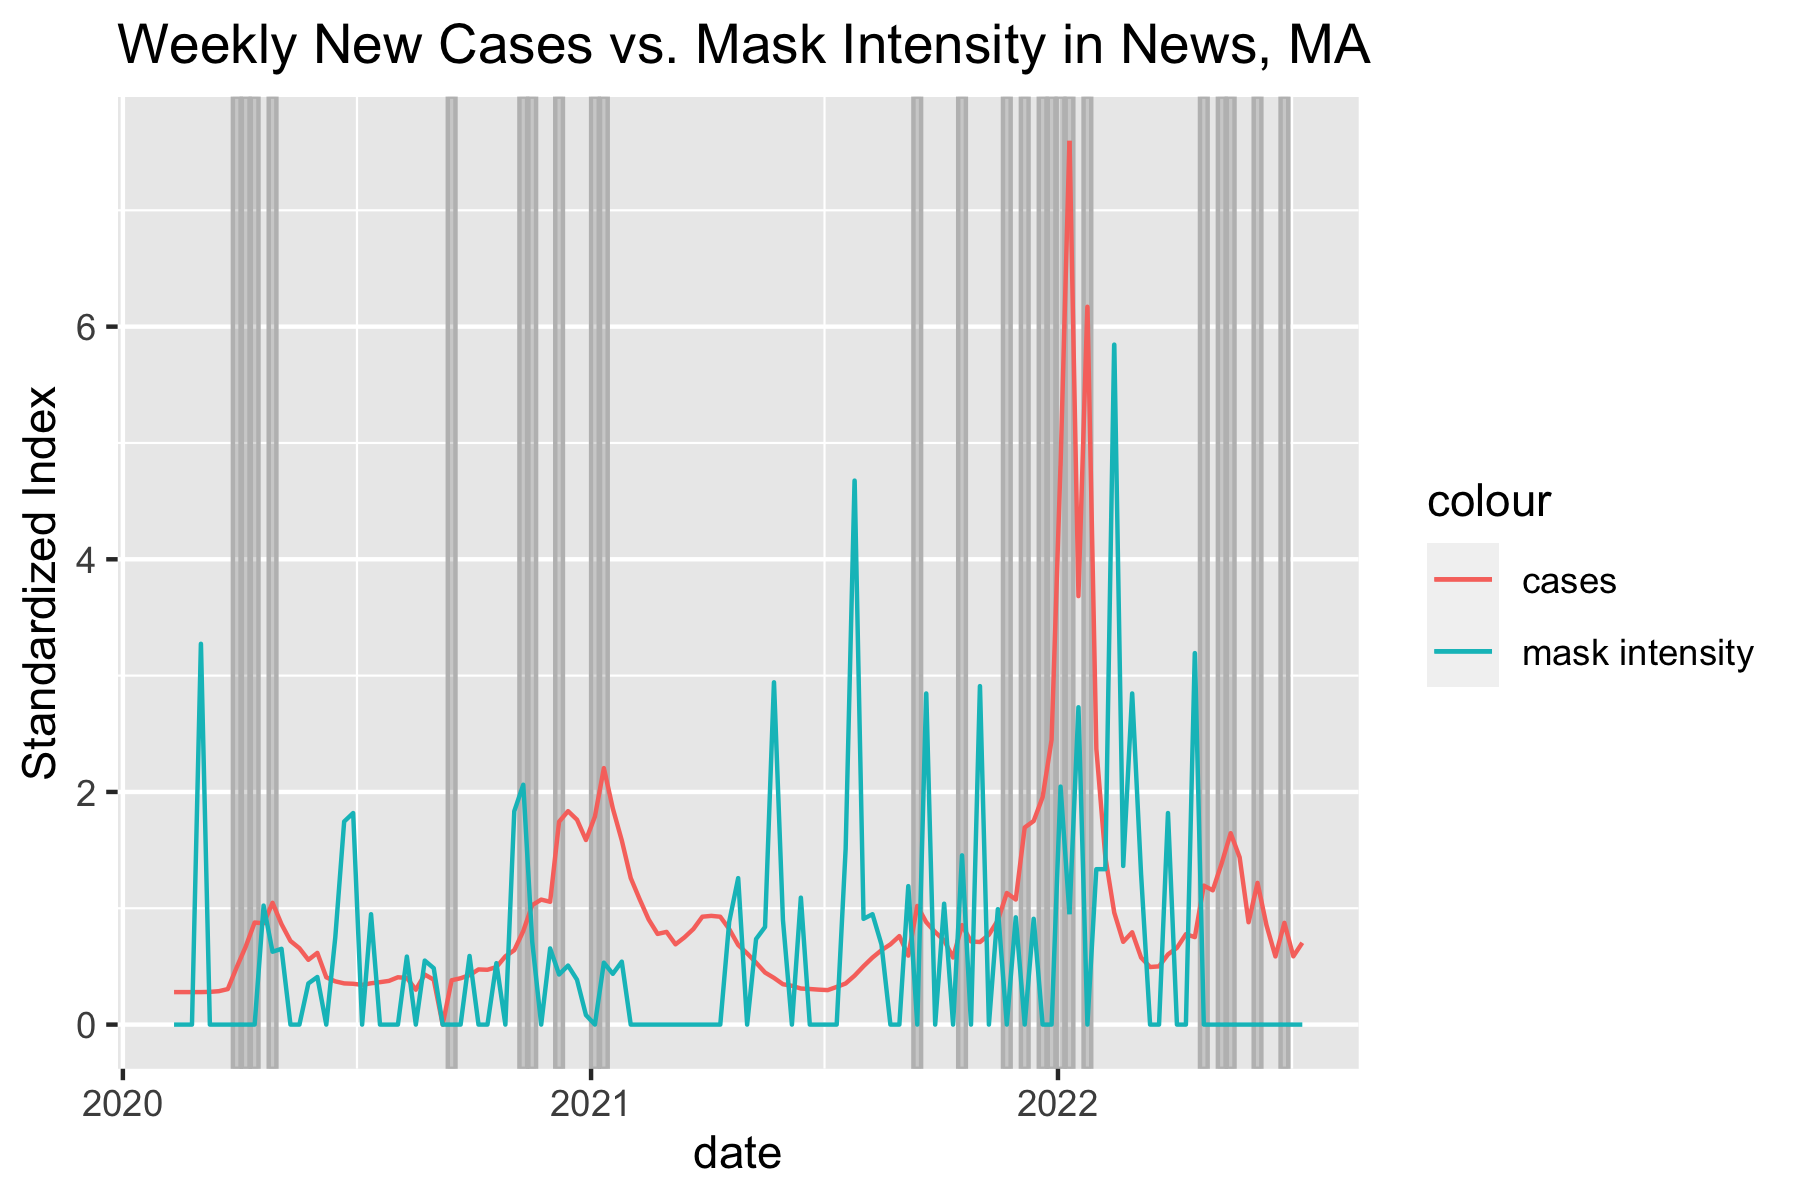 Weekly New Cases vs. Mask Intensity in News, MA
Standardized Index
6
4
2
0
2020
2021
2022
date
colour
cases
mask intensity